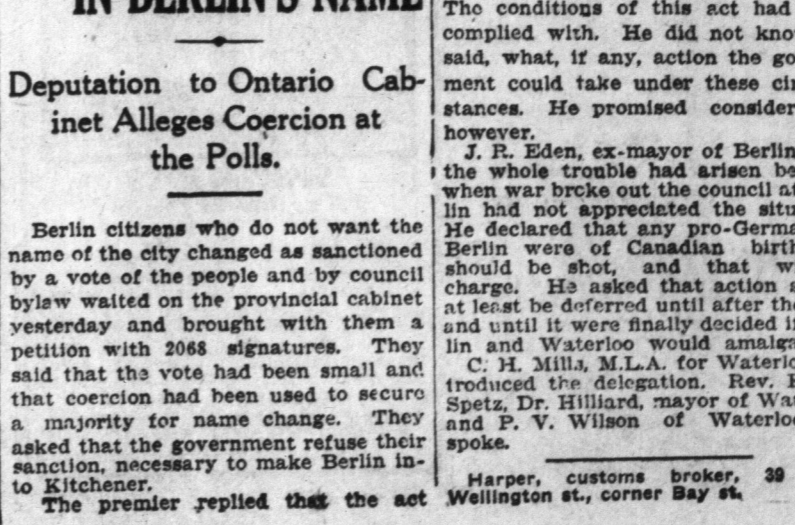 IN BERLIN'S NAME
Deputation to Ontario Cab-
inet Alleges Coercion at
the Polls.
Berlin citizens who do not want the
name of the city changed as sanctioned
by a vote of the people and by council
bylaw waited on the provincial cabinet
yesterday and brought with them a
petition with 2068 signatures. They
said that the vote had been small and
that coercion had been used to secure
a majority for name change. They
asked that the government refuse their
sanction, necessary to make Berlin in-
to Kitchener.
The premier replied that the act
The conditions of this act had
complied with. He did not kno
said, what, if any, action the go
ment could take under these cir
stances. He promised consider
however.
J. R. Eden, ex-mayor of Berlin
the whole trouble had arisen be
when war broke out the council at
lin had not appreciated the situ
He declared that any pro-Germa
Berlin were of Canadian birth
should be shot, and that w
charge. He asked that action a
at least be deferred until after the
and until it were finally decided if
lin and Waterloo would amalga
C. H. Mills, M.L.A. for Waterlo
troduced the delegation. Rev.
Spetz, Dr. Hilliard, mayor of Wat
and P. V. Wilson of Waterloo
spoke.
Harper, customs broker, 39
Wellington st., corner Bay st.